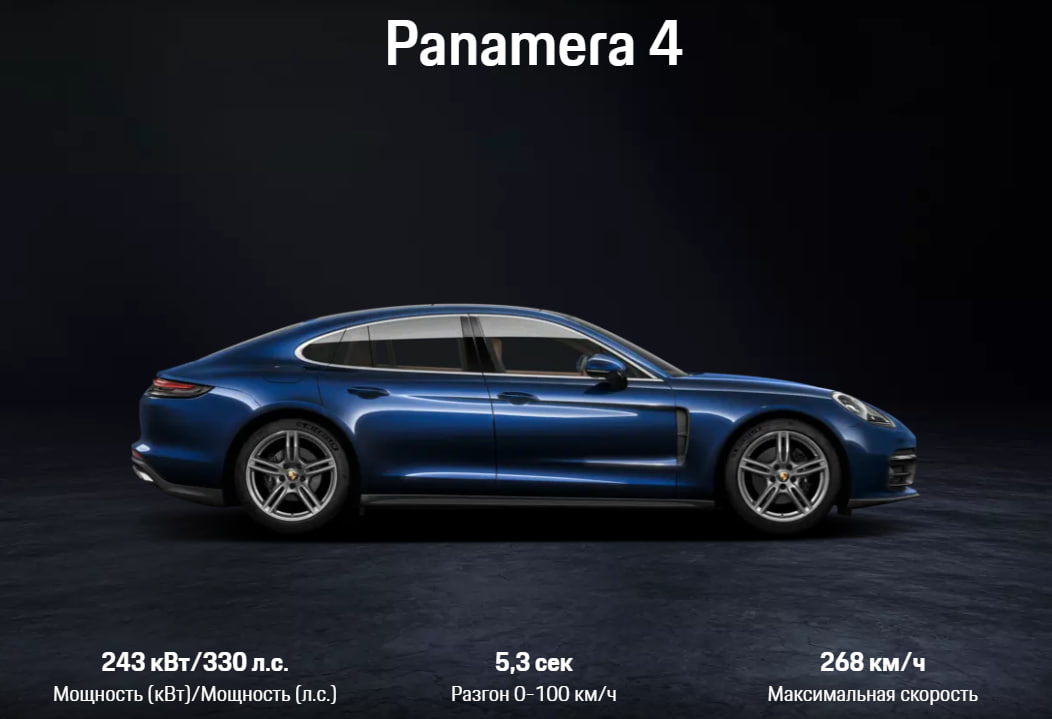 Panamera 4
243 кВт/330 л.с.
Мощность (кВт)/Мощность (л.с.)
5,3 сек
Разгон 0-100 км/ч
268 км/ч
Максимальная скорость